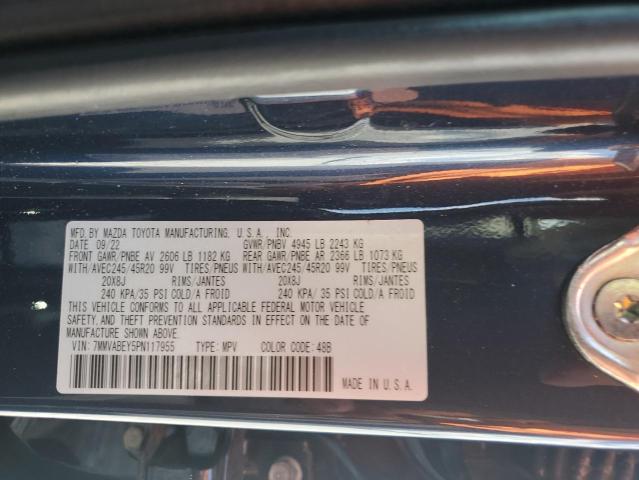 MFD.BY MAZDA TOYOTA MANUFACTURING, U.S.A., INC.
DATE 09/22 GVWR/PNBV 4945 LB 2243 KG
FRONT GAWR/PNBE AV 2606 LB 1182 KG REAR GAWR/PNBE AR 2366 LB 1073 KG
WITH/AVEC245/45R20 99V TIRES/PNEUS WITH/AVEC245/45R20 99V TIRES/PNEUS
20X8J RIMS/JANTES 20X8J RIMS/JANTES
240 KPA/35 PSI COLD/A FROID 240 KPA/35 PSI COLD/A FROID
THIS VEHICLE CONFORMS TO ALL APPLICABLE FEDERAL MOTOR VEHICLE
SAFETY, AND THEFT PREVENTION STANDARDS IN EFFECT ON THE DATE OF
MANUFACTURE SHOWN ABOVE.
VIN: 7MMVABEY5PN117955 TYPE: MPV COLOR CODE: 48B
MADE IN U.S.A.